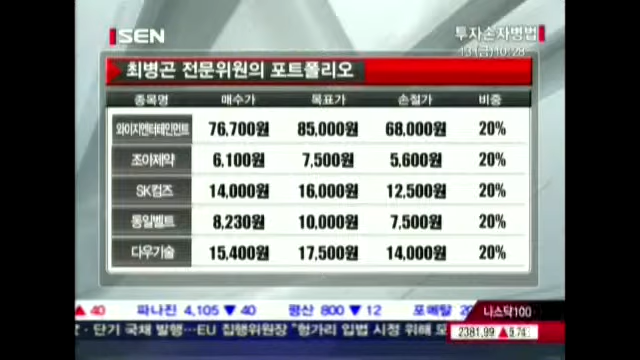 SEN
투자손자병법
13(금)10:28
최병곤 전문위원의 포트폴리오
종목명 매수가 목표가 손절가 비중
와이지엔터테인먼트 76,700원 85,000원 68,000원 20%
조아제약 6,100원 7,500원 5,600원 20%
SK컴즈 14,000원 16,000원 12,500원 20%
동일벨트 8,230원 10,000원 7,500원 20%
다우기술 15,400원 17,500원 14,000원 20%
▲ 40 파나진 4,105 ▼ 40 평산 800 ▼ 12 포메탈 20
나스닥100
· 단기 국채 발행…EU 집행위원장 "헝가리 입법 시정 위해 모
2381.99 ▲ 5.74